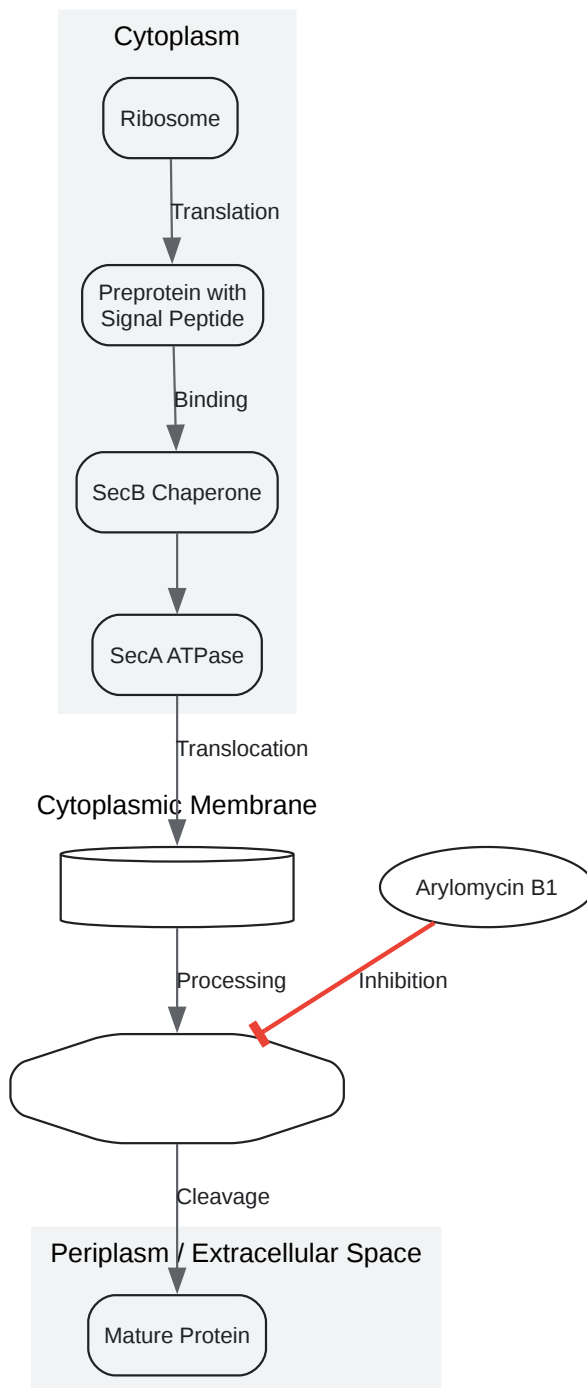 Cytoplasm
Ribosome
Translation
Preprotein with
Signal Peptide
Binding
SecB Chaperone
SecA ATPase
Translocation
Cytoplasmic Membrane
Arylomycin B1
Processing
Inhibition
Cleavage
Periplasm / Extracellular Space
Mature Protein